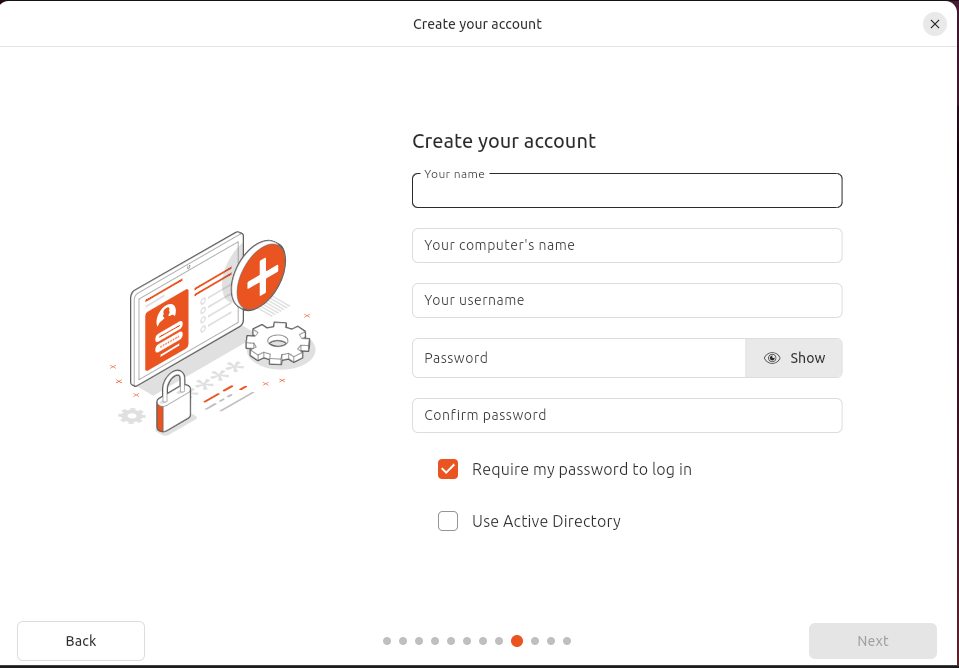 Create your account
Create your account
Your name
Your computer's name
Your username
Password
Show
Confirm password
Require my password to log in
Use Active Directory
Back
Next